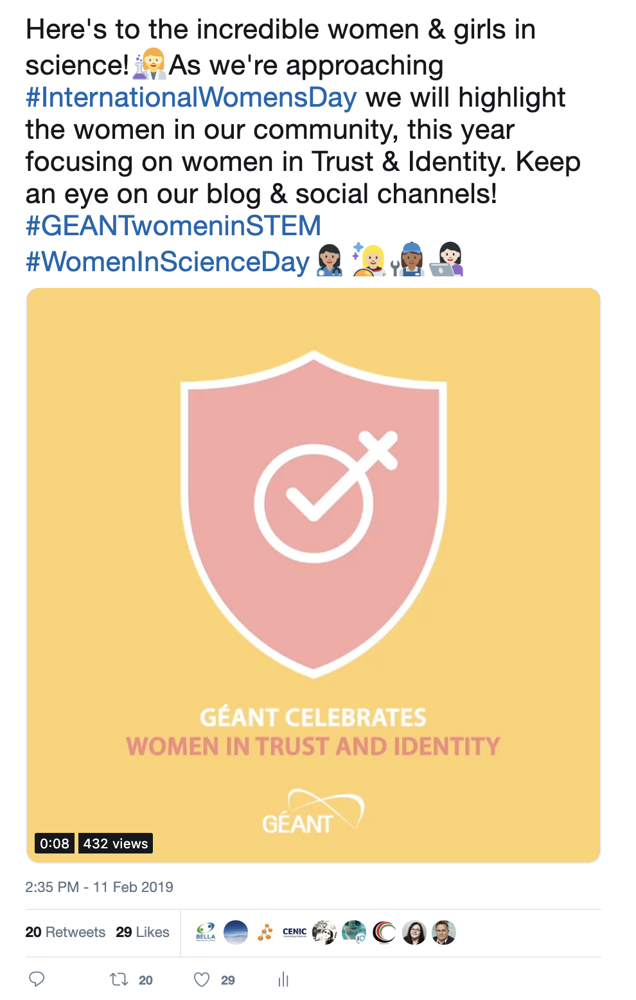 Here's to the incredible women & girls in
science! As we're approaching
#InternationalWomensDay we will highlight
the women in our community, this year
focusing on women in Trust & Identity. Keep
an eye on our blog & social channels!
#GEANTwomeninSTEM
#WomenInScienceDay
GÉANT CELEBRATES
WOMEN IN TRUST AND IDENTITY
GÉANT
0:08 432 views
2:35 PM - 11 Feb 2019
20 Retweets 29 Likes
BELLA
CENIC
IO
20 29